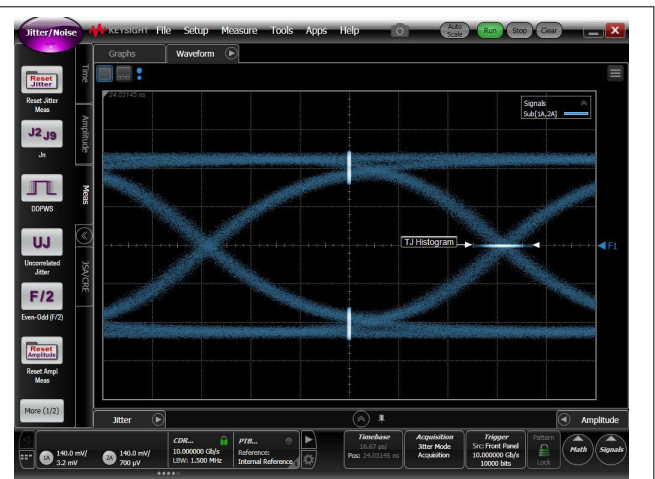 Jitter/Noise
KEYSIGHT File Setup Measure Tools Apps Help
Auto Scale
Run
Stop
Clear
Graphs
Waveform
Time
Amplitude
Meas
JSA/CRE
Reset Jitter
Reset Jitter
Meas
J2 J9
Jn
DDPWS
UJ
Uncorrelated
Jitter
F/2
Even-Odd (F/2)
Reset Amplitude
Reset Ampl
Meas
More (1/2)
24.03145 ns
Signals
Sub[1A,2A]
TJ Histogram
F1
Jitter
Amplitude
1A 140.0 mV/
3.2 mV
2A 140.0 mV/
700 µV
CDR...
10.000000 Gb/s
LBW: 1.500 MHz
PTB...
Reference:
Internal Reference
Timebase
16.67 ps/
Pos: 24.03145 ns
Acquisition
Jitter Mode
Acquisition
Trigger
Src: Front Panel
10.000000 Gb/s
10000 bits
Pattern
Lock
Math
Signals